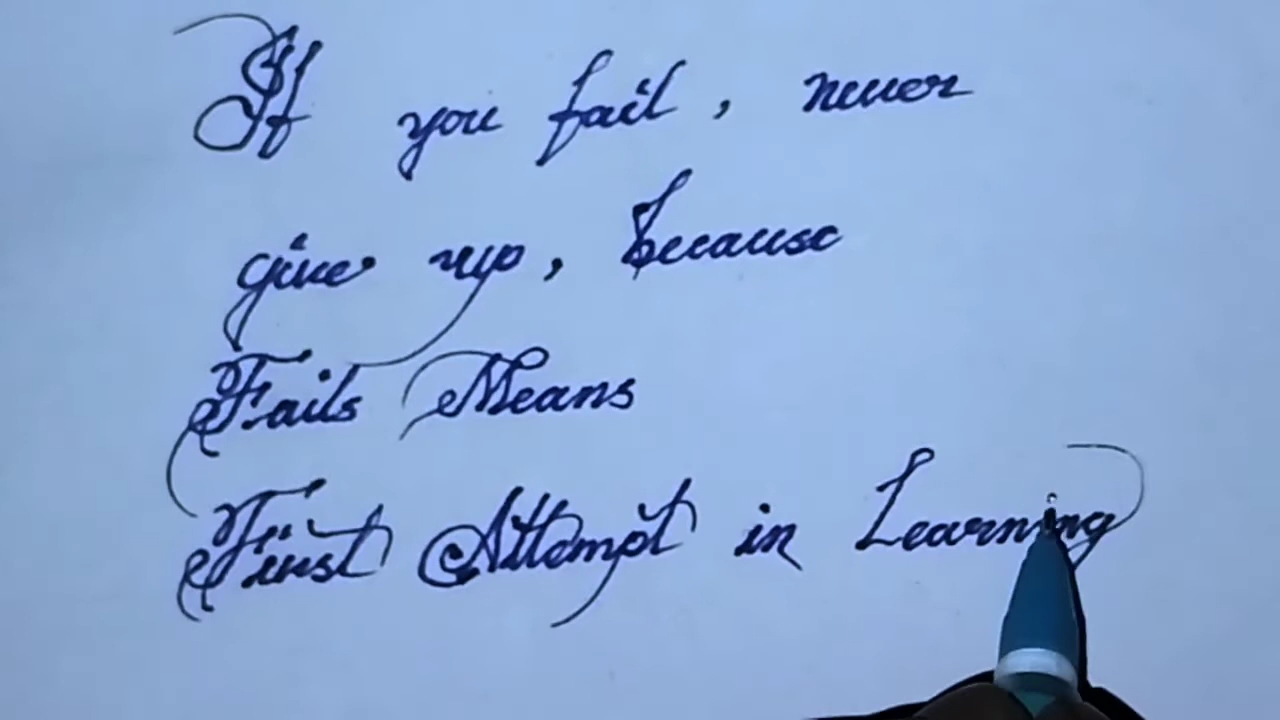 If you fail, never
give up, because
Fails Means
First Attempt in Learning